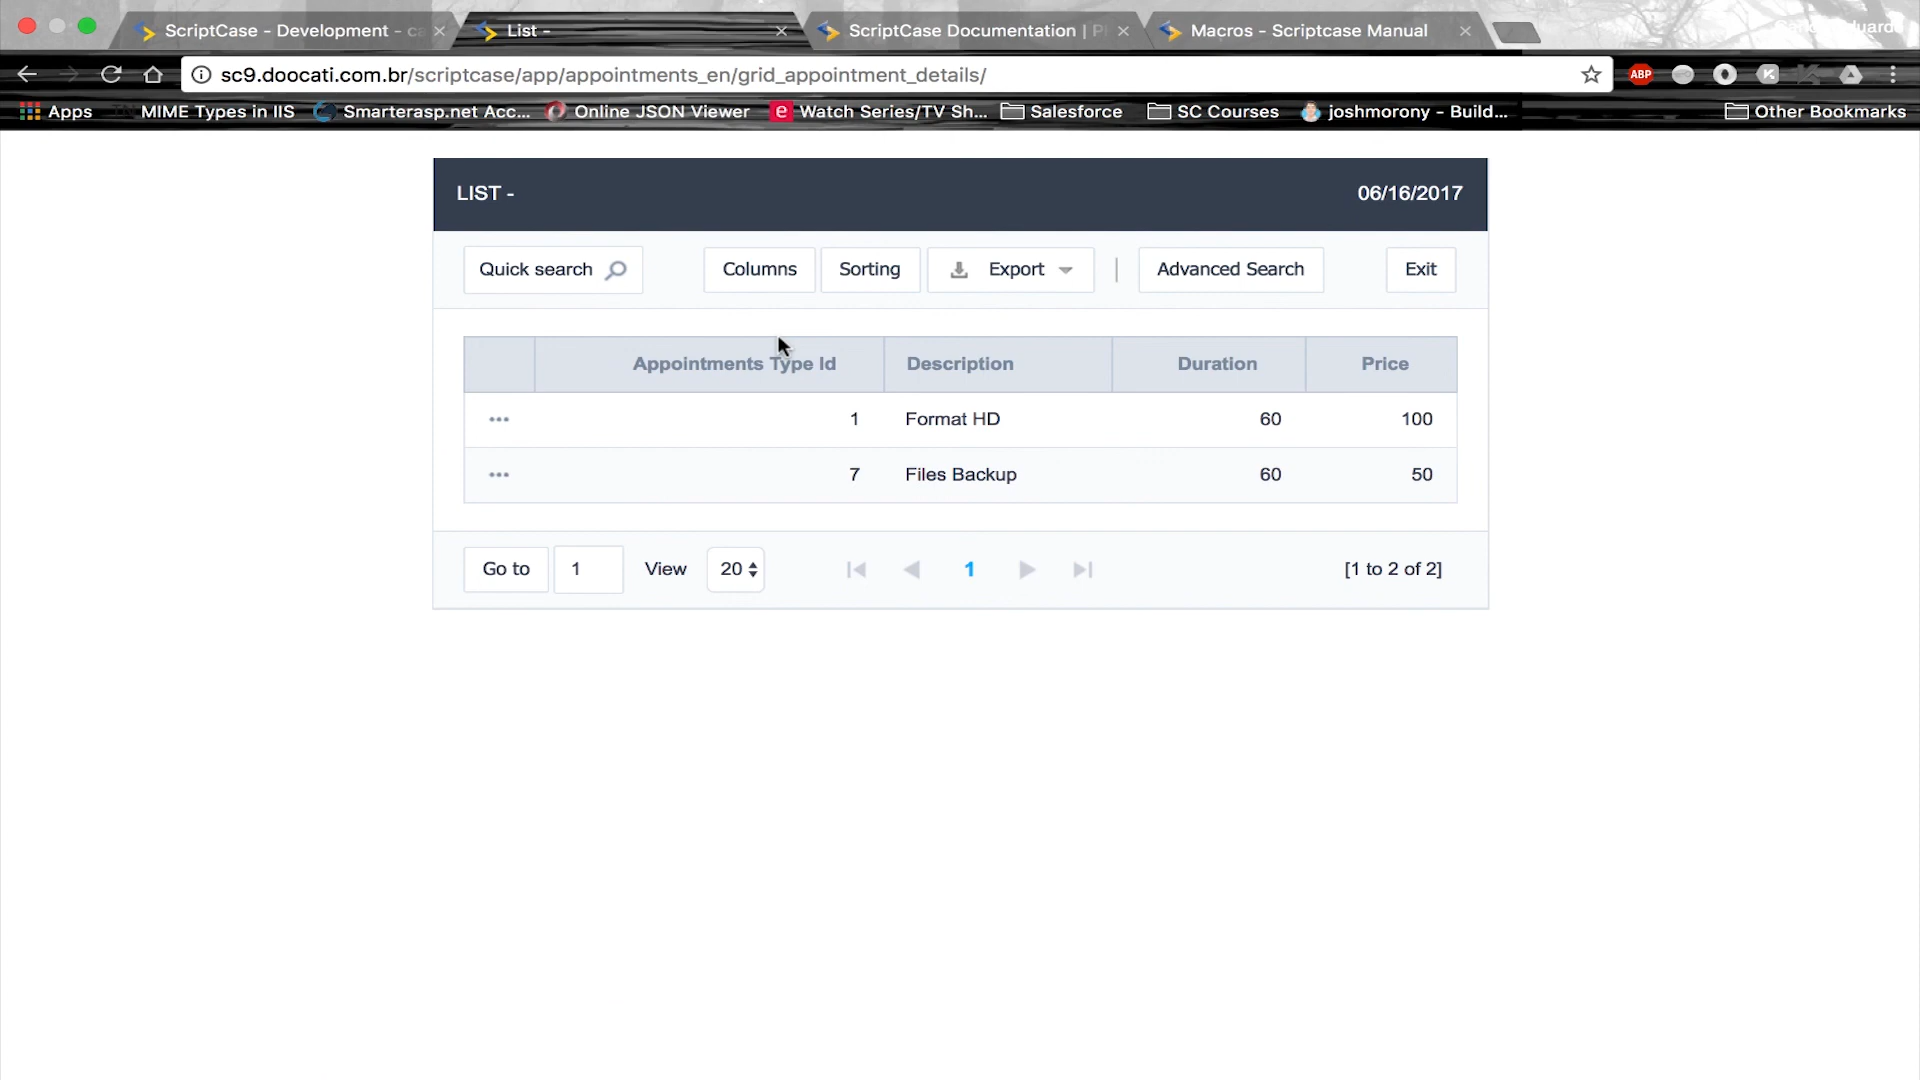 ScriptCase - Development - ca
List -
ScriptCase Documentation | P
Macros - Scriptcase Manual
sc9.doocati.com.br/scriptcase/app/appointments_en/grid_appointment_details/
ABP
Apps
MIME Types in IIS
Smarterasp.net Acc...
Online JSON Viewer
e Watch Series/TV Sh...
Salesforce
SC Courses
joshmorony - Build...
Other Bookmarks
LIST -
06/16/2017
Quick search
Columns
Sorting
Export
Advanced Search
Exit
Appointments Type Id Description Duration Price
1 Format HD 60 100
7 Files Backup 60 50
Go to 1 View 20 1 [1 to 2 of 2]